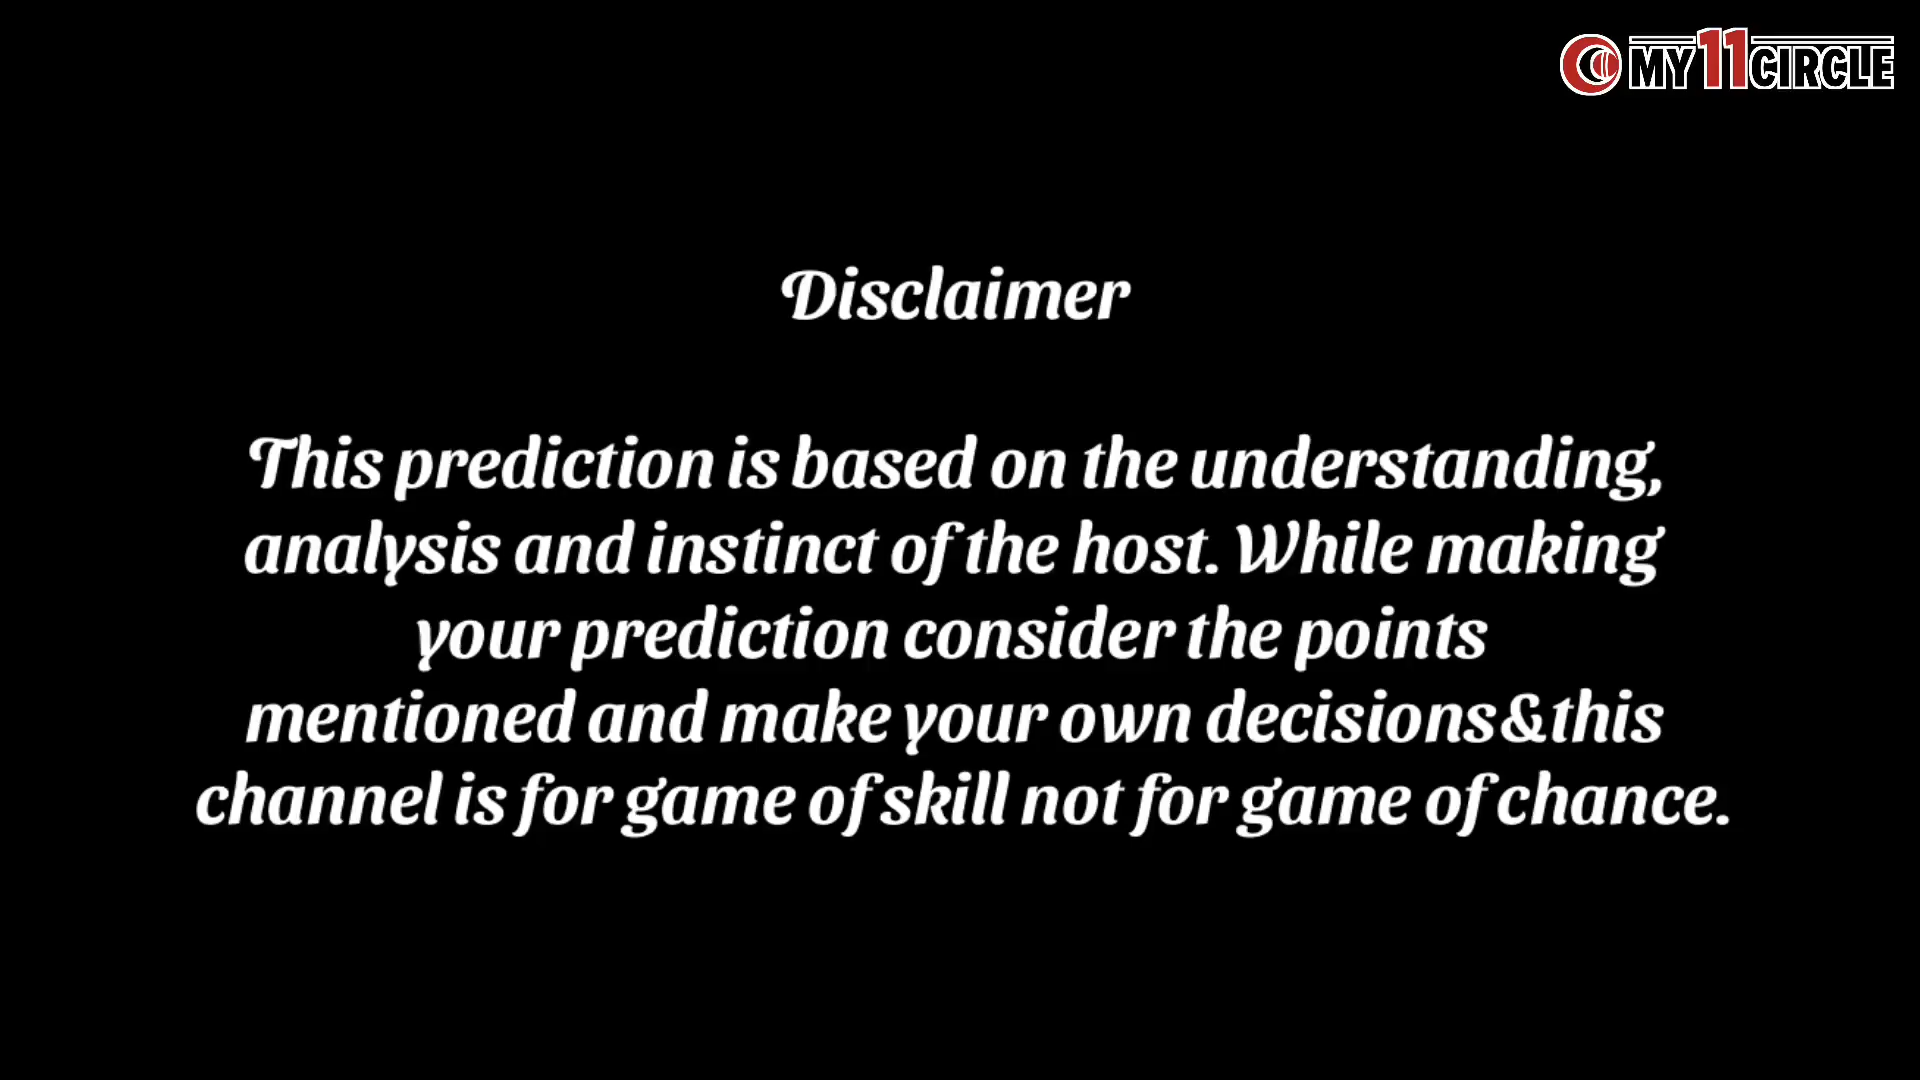 MY11CIRCLE
Disclaimer
This prediction is based on the understanding,
analysis and instinct of the host. While making
your prediction consider the points
mentioned and make your own decisions&this
channel is for game of skill not for game of chance.